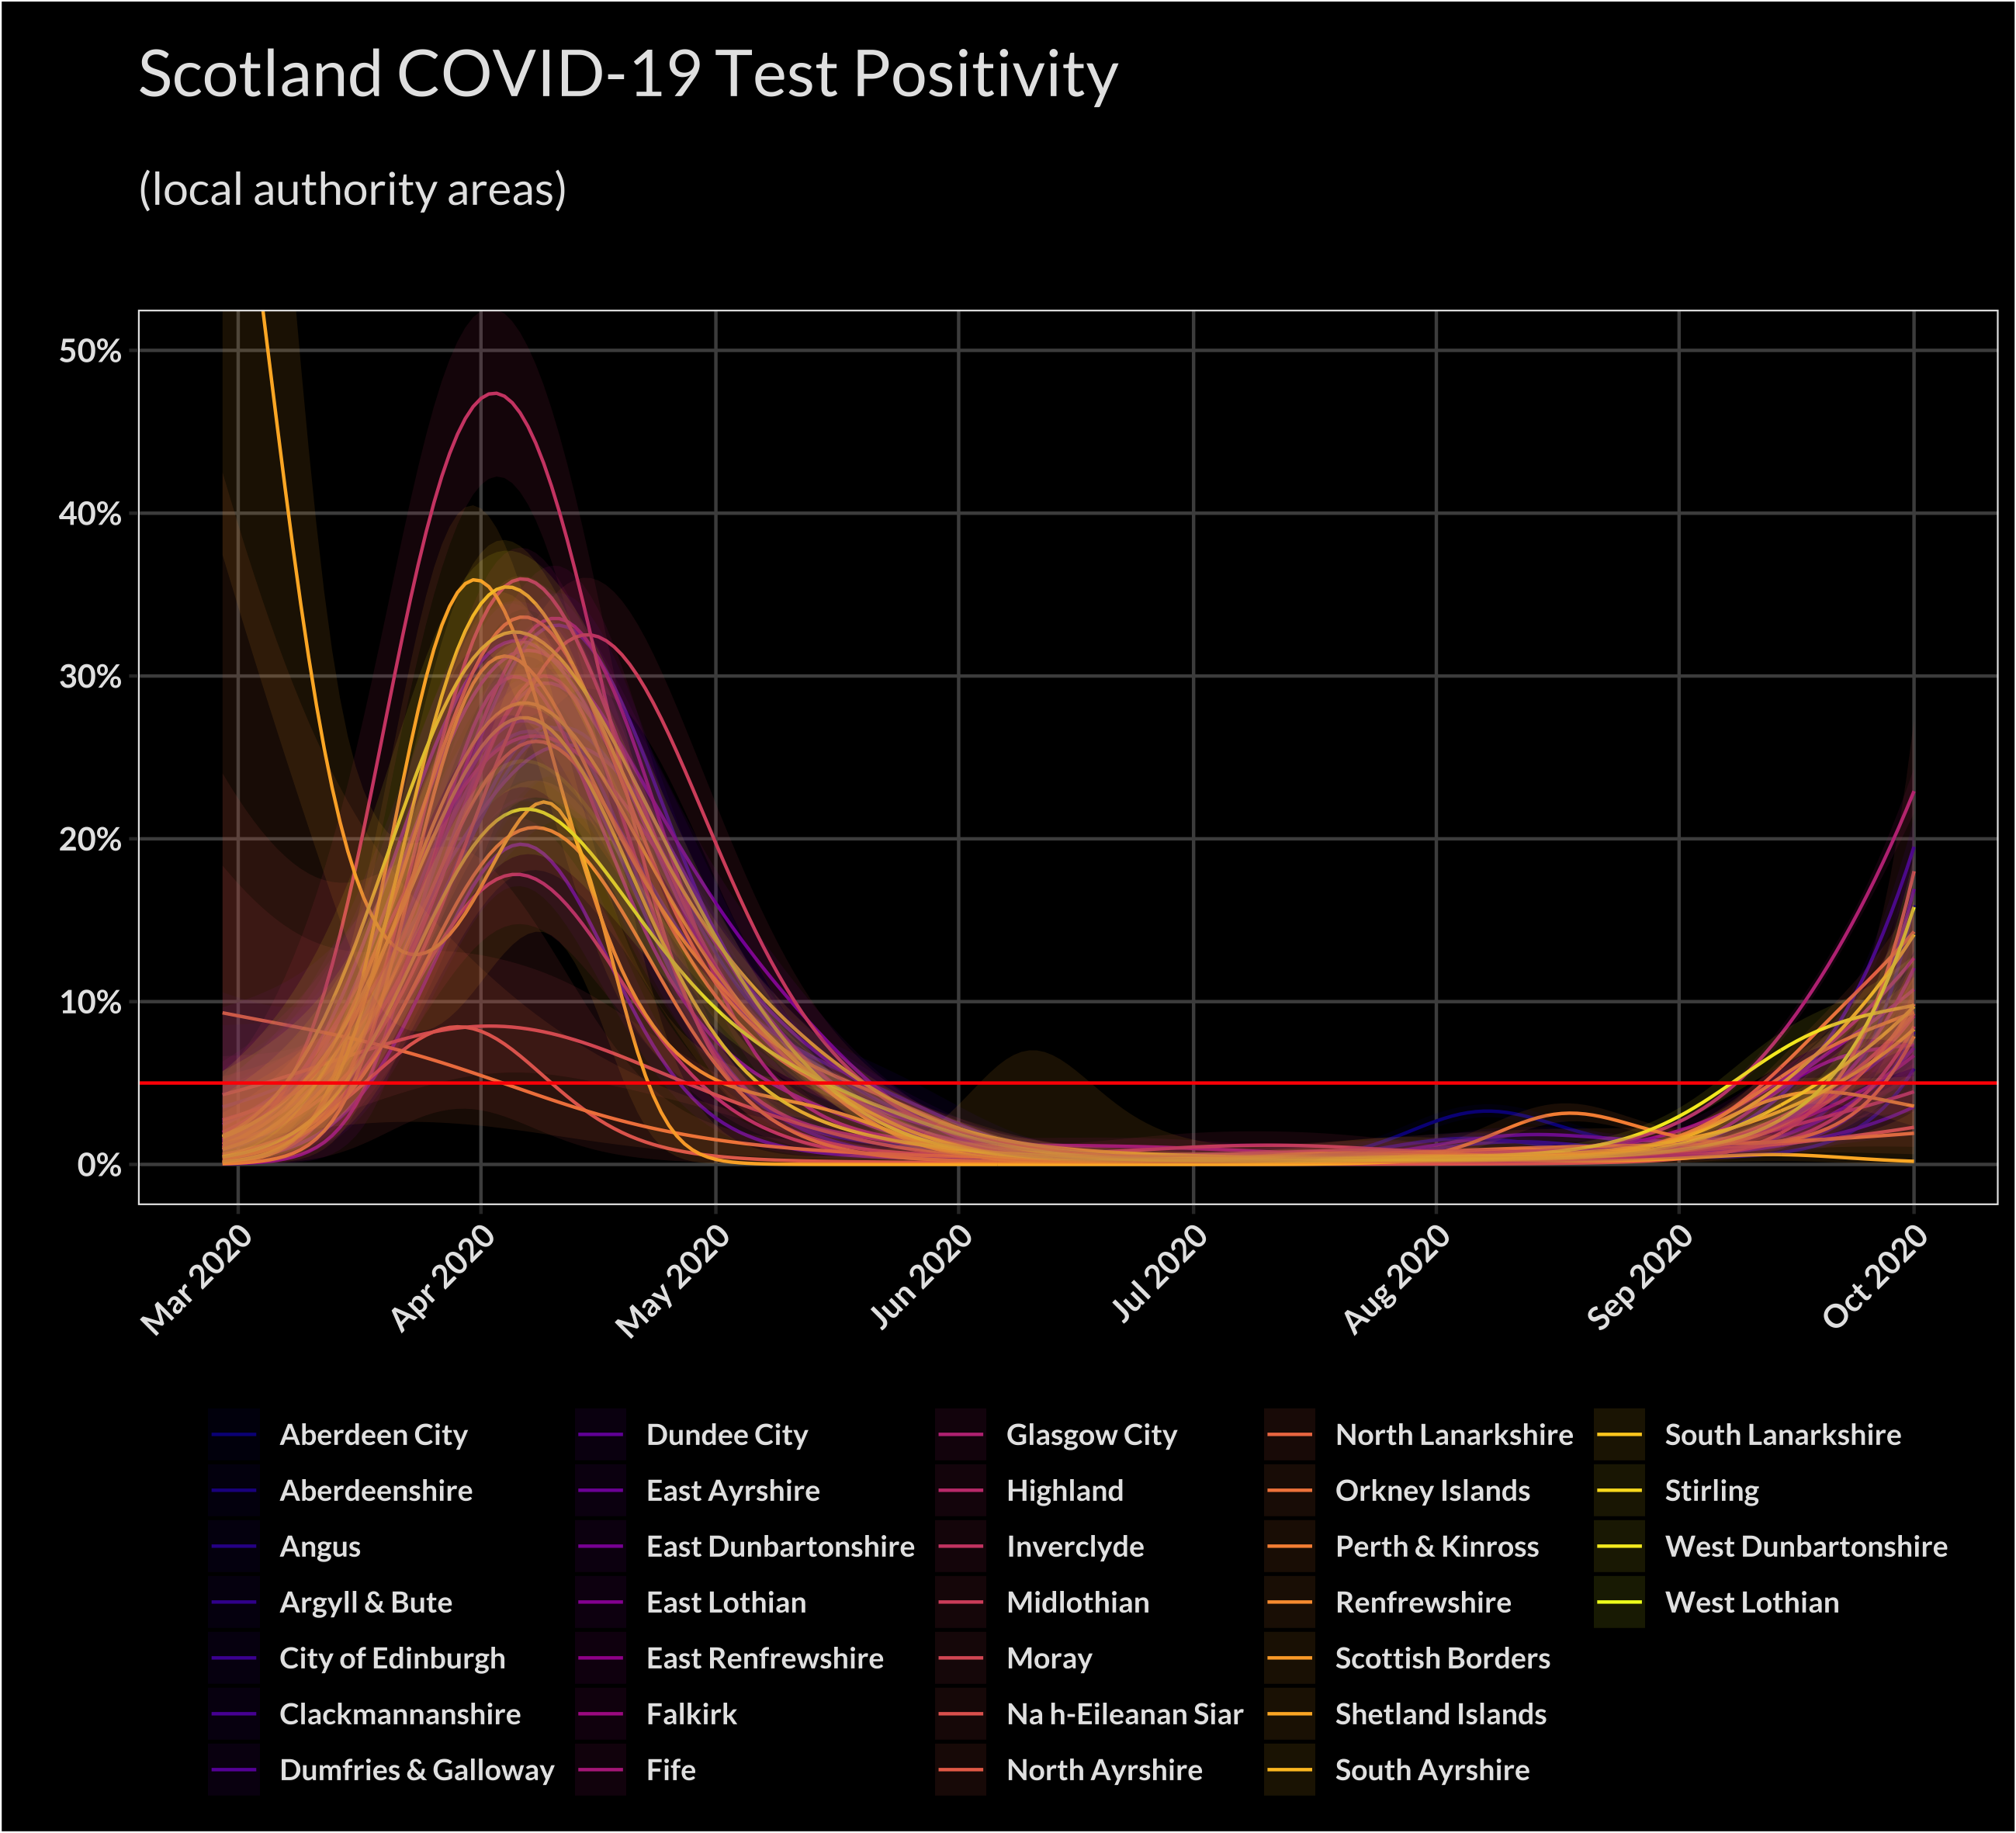 Scotland COVID-19 Test Positivity
(local authority areas)
50%
40%
30%
20%
10%
0%
Mar 2020
Apr 2020
May 2020
Jun 2020
Jul 2020
Aug 2020
Sep 2020
Oct 2020
Aberdeen City
Aberdeenshire
Angus
Argyll & Bute
City of Edinburgh
Clackmannanshire
Dumfries & Galloway
Dundee City
East Ayrshire
East Dunbartonshire
East Lothian
East Renfrewshire
Falkirk
Fife
Glasgow City
Highland
Inverclyde
Midlothian
Moray
Na h-Eileanan Siar
North Ayrshire
North Lanarkshire
Orkney Islands
Perth & Kinross
Renfrewshire
Scottish Borders
Shetland Islands
South Ayrshire
South Lanarkshire
Stirling
West Dunbartonshire
West Lothian